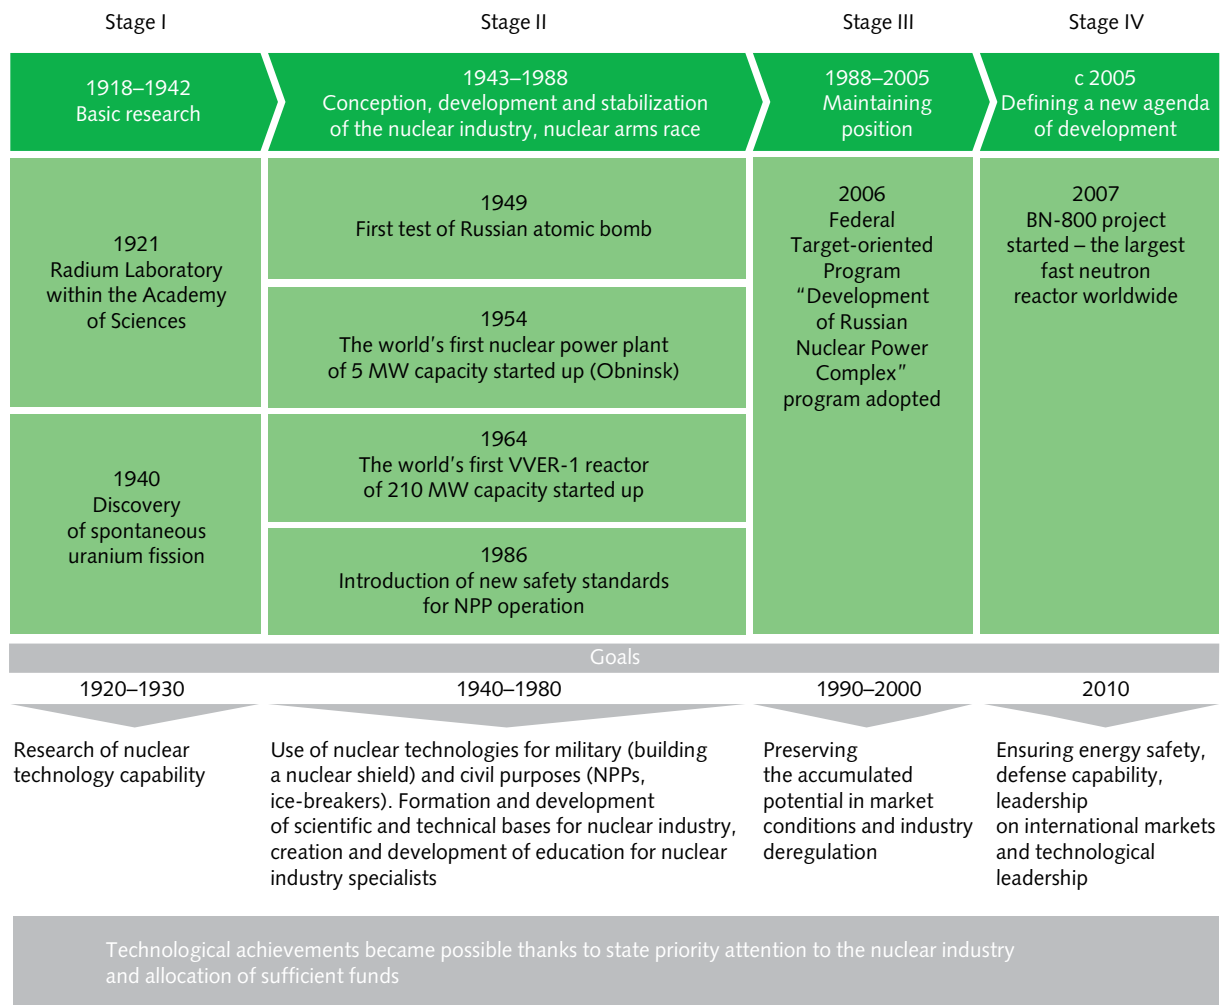 Stage I
Stage II
Stage III
Stage IV
1918–1942
Basic research
1943–1988
Conception, development and stabilization
of the nuclear industry, nuclear arms race
1988–2005
Maintaining
position
c 2005
Defining a new agenda
of development
1921
Radium Laboratory
within the Academy
of Sciences
1940
Discovery
of spontaneous
uranium fission
1949
First test of Russian atomic bomb
1954
The world’s first nuclear power plant
of 5 MW capacity started up (Obninsk)
1964
The world’s first VVER-1 reactor
of 210 MW capacity started up
1986
Introduction of new safety standards
for NPP operation
2006
Federal
Target-oriented
Program
“Development
of Russian
Nuclear Power
Complex”
program adopted
2007
BN-800 project
started – the largest
fast neutron
reactor worldwide
Goals
1920–1930
Research of nuclear
technology capability
1940–1980
Use of nuclear technologies for military (building
a nuclear shield) and civil purposes (NPPs,
ice-breakers). Formation and development
of scientific and technical bases for nuclear industry,
creation and development of education for nuclear
industry specialists
1990–2000
Preserving
the accumulated
potential in market
conditions and industry
deregulation
2010
Ensuring energy safety,
defense capability,
leadership
on international markets
and technological
leadership
Technological achievements became possible thanks to state priority attention to the nuclear industry
and allocation of sufficient funds